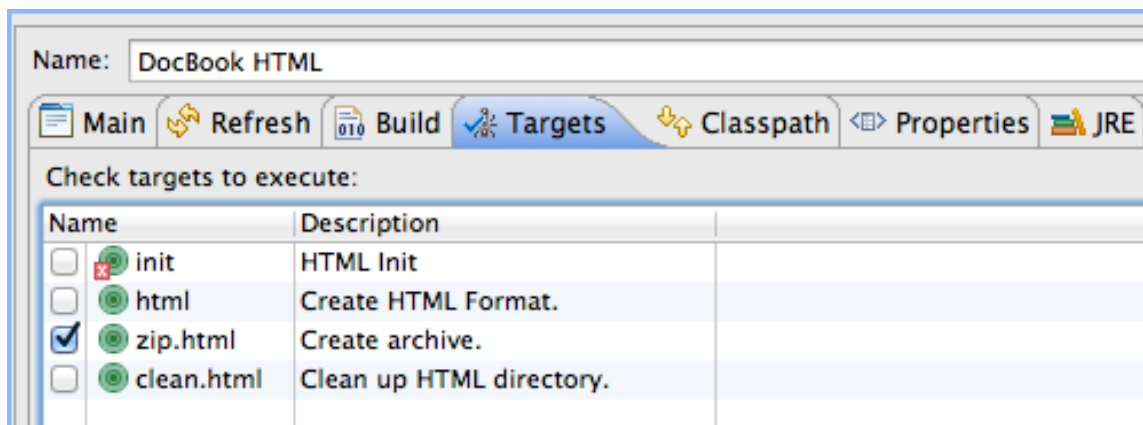 Name: DocBook HTML
Main Refresh Build Targets Classpath Properties JRE
Check targets to execute:
Name Description
init HTML Init
html Create HTML Format.
zip.html Create archive.
clean.html Clean up HTML directory.